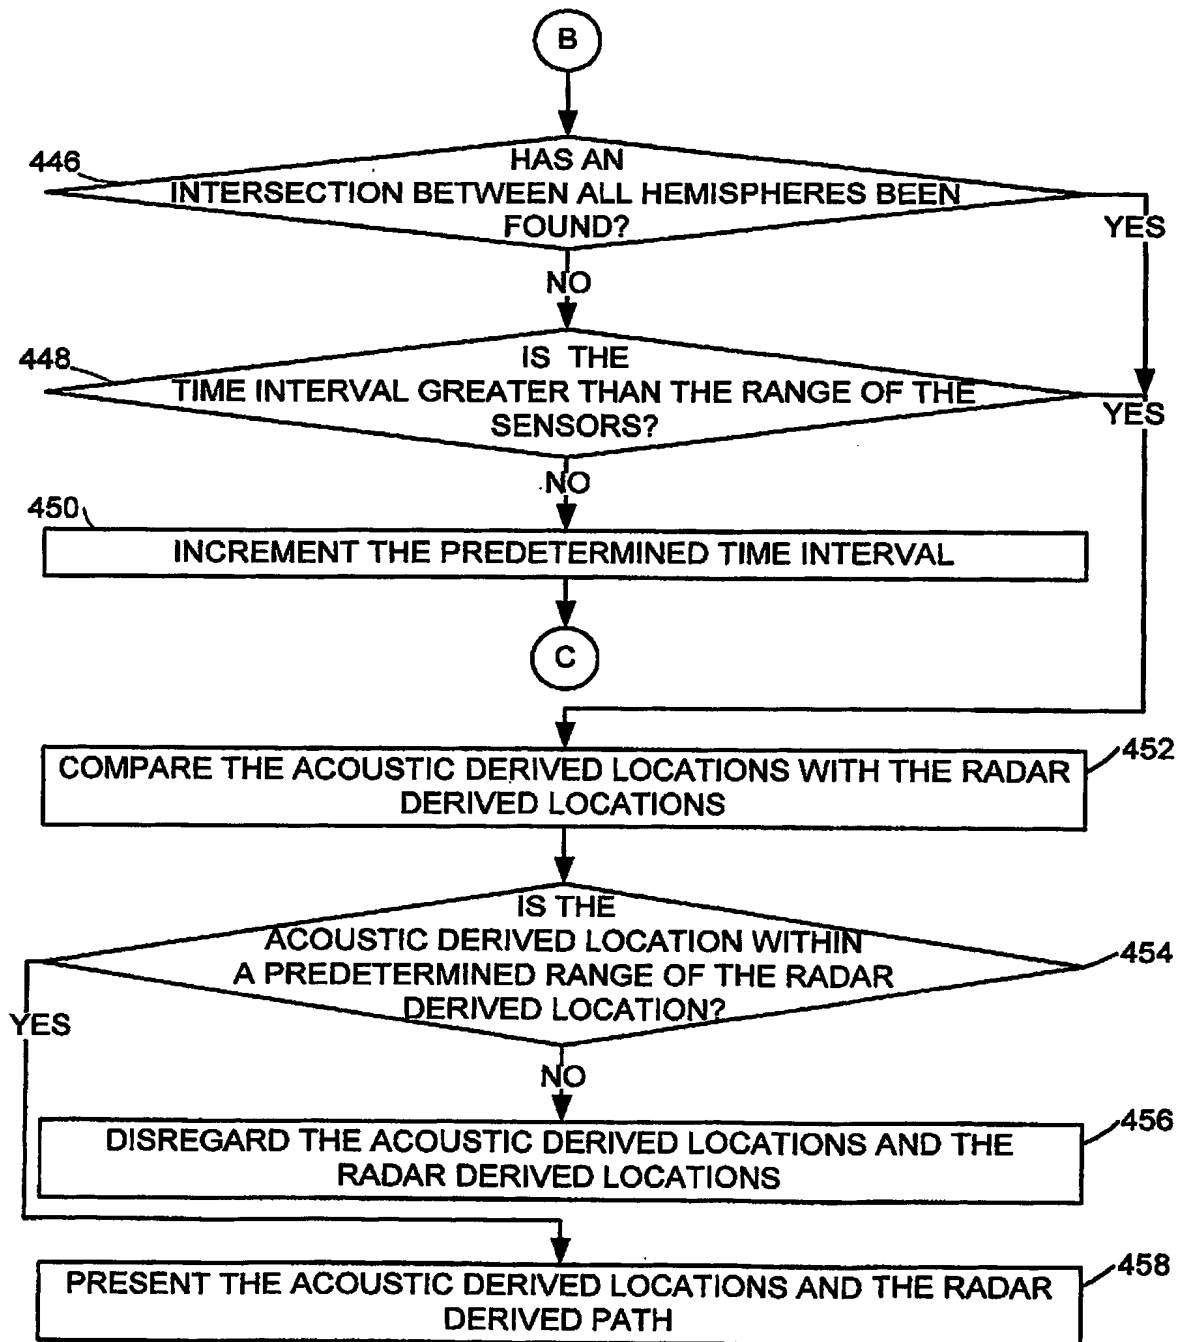 B
446
HAS AN
INTERSECTION BETWEEN ALL HEMISPHERES BEEN
FOUND?
YES
NO
448
IS THE
TIME INTERVAL GREATER THAN THE RANGE OF THE
SENSORS?
YES
NO
450
INCREMENT THE PREDETERMINED TIME INTERVAL
C
452
COMPARE THE ACOUSTIC DERIVED LOCATIONS WITH THE RADAR
DERIVED LOCATIONS
IS THE
ACOUSTIC DERIVED LOCATION WITHIN
A PREDETERMINED RANGE OF THE RADAR
DERIVED LOCATION?
454
YES
NO
456
DISREGARD THE ACOUSTIC DERIVED LOCATIONS AND THE
RADAR DERIVED LOCATIONS
458
PRESENT THE ACOUSTIC DERIVED LOCATIONS AND THE RADAR
DERIVED PATH